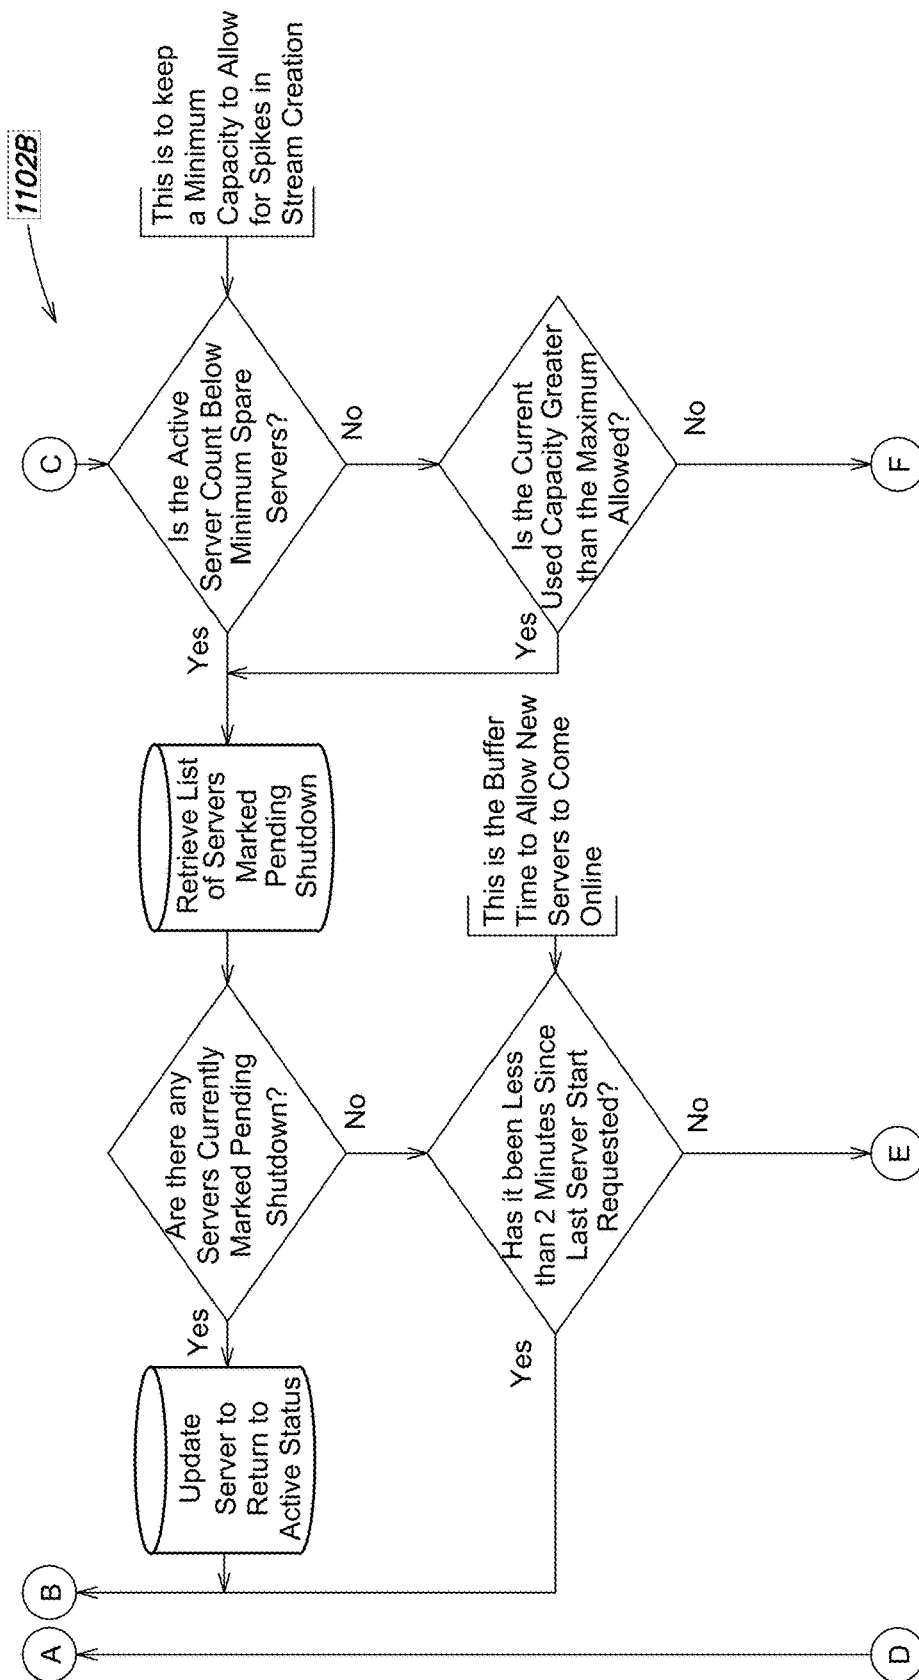 1102B
A
B
C
Update
Server to
Return to
Active Status
Yes
Are there any
Servers Currently
Marked Pending
Shutdown?
No
Retrieve List
of Servers
Marked
Pending
Shutdown
Yes
Is the Active
Server Count Below
Minimum Spare
Servers?
No
This is to keep
a Minimum
Capacity to Allow
for Spikes in
Stream Creation
Yes
Has it been Less
than 2 Minutes Since
Last Server Start
Requested?
No
This is the Buffer
Time to Allow New
Servers to Come
Online
Yes
Is the Current
Used Capacity Greater
than the Maximum
Allowed?
No
D
E
F